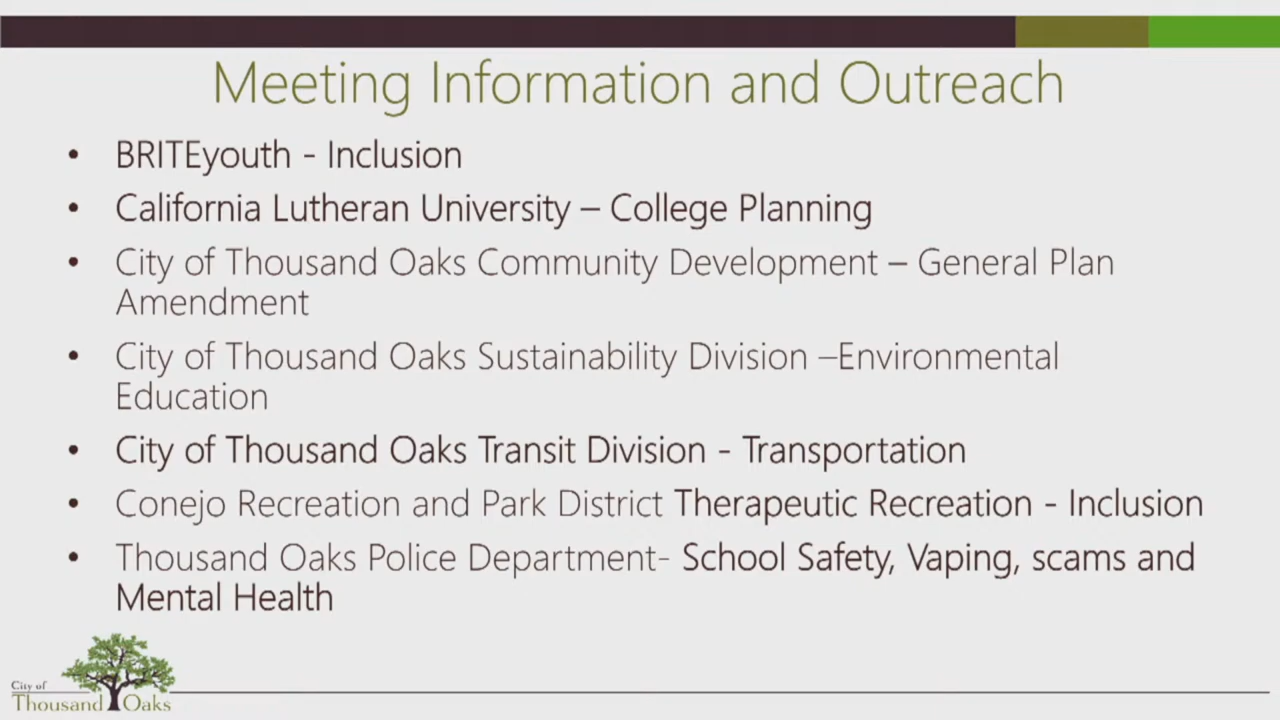 Meeting Information and Outreach
• BRITEyouth - Inclusion
• California Lutheran University – College Planning
• City of Thousand Oaks Community Development – General Plan
Amendment
• City of Thousand Oaks Sustainability Division –Environmental
Education
• City of Thousand Oaks Transit Division - Transportation
• Conejo Recreation and Park District Therapeutic Recreation - Inclusion
• Thousand Oaks Police Department- School Safety, Vaping, scams and
Mental Health
City of
Thousand Oaks